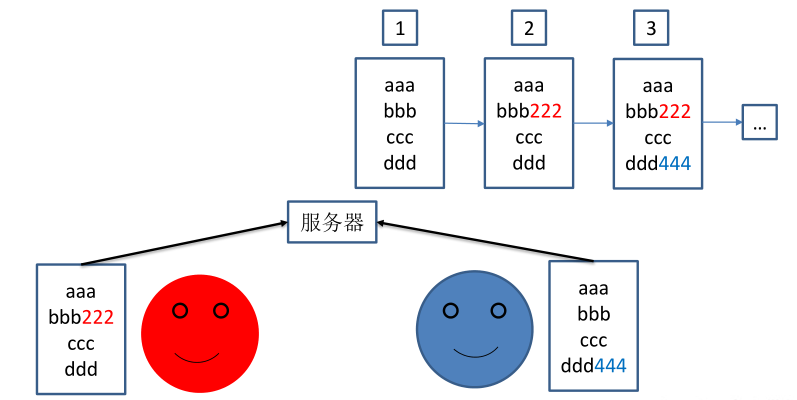 1
2
3
aaa
bbb
ccc
ddd
aaa
bbb222
ccc
ddd
aaa
bbb222
ccc
ddd444
...
服务器
aaa
bbb222
ccc
ddd
aaa
bbb
ccc
ddd444